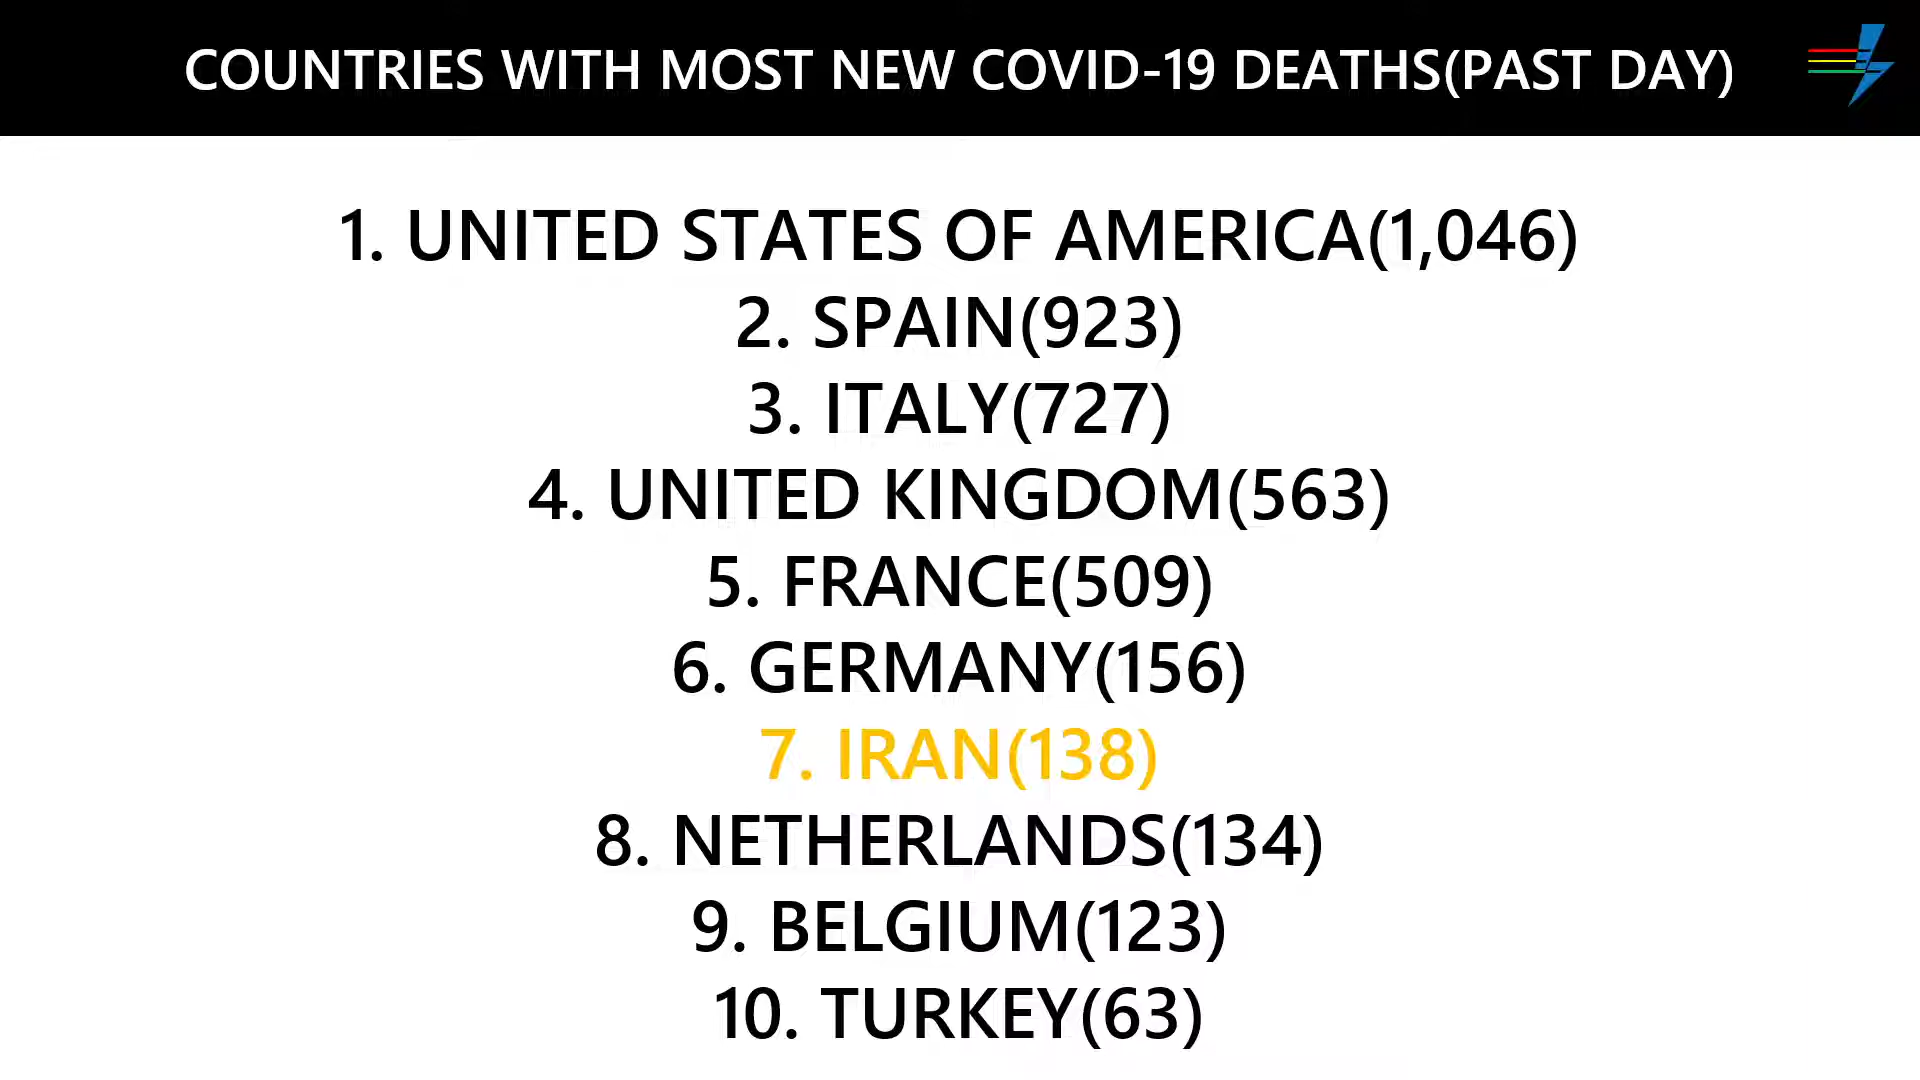 COUNTRIES WITH MOST NEW COVID-19 DEATHS(PAST DAY)
1. UNITED STATES OF AMERICA(1,046)
2. SPAIN(923)
3. ITALY(727)
4. UNITED KINGDOM(563)
5. FRANCE(509)
6. GERMANY(156)
7. IRAN(138)
8. NETHERLANDS(134)
9. BELGIUM(123)
10. TURKEY(63)